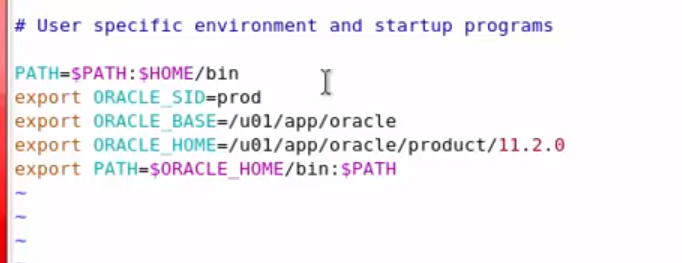 # User specific environment and startup programs
PATH=$PATH:$HOME/bin
export ORACLE_SID=prod
export ORACLE_BASE=/u01/app/oracle
export ORACLE_HOME=/u01/app/oracle/product/11.2.0
export PATH=$ORACLE_HOME/bin:$PATH
~
~
~